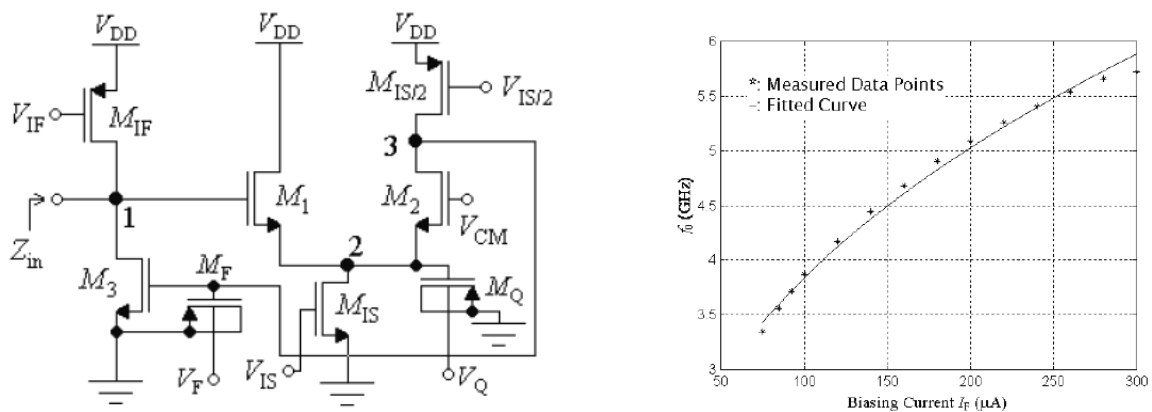 V_DD
V_DD
V_DD
V_IF
M_IF
M_IS/2
V_IS/2
3
1
M_1
M_2
V_CM
Z_in
2
M_3
M_F
M_IS
M_Q
V_F
V_IS
V_Q
6
5.5
5
4.5
4
3.5
3
f_0 (GHz)
*: Measured Data Points
–: Fitted Curve
50 100 150 200 250 300
Biasing Current I_F (μA)